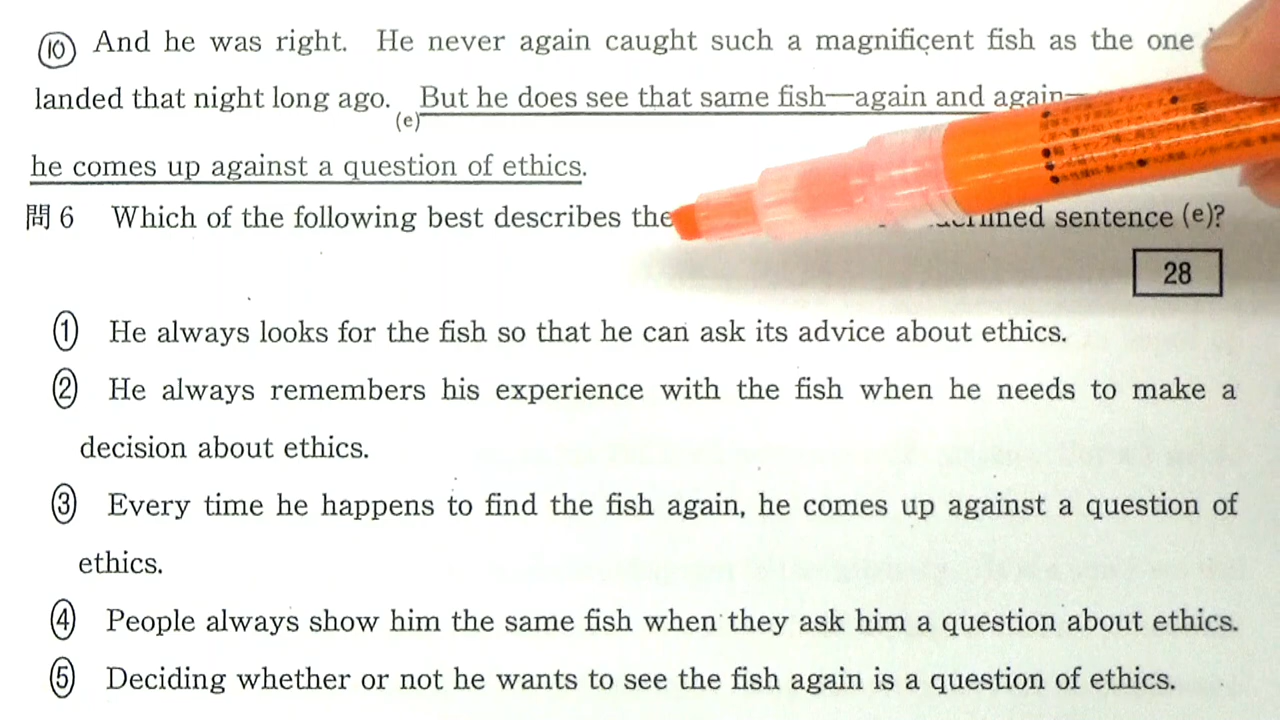 ⑩ And he was right. He never again caught such a magnificent fish as the one
landed that night long ago. But he does see that same fish—again and again—
(e)
he comes up against a question of ethics.
問6 Which of the following best describes the sentence (e)?
28
① He always looks for the fish so that he can ask its advice about ethics.
② He always remembers his experience with the fish when he needs to make a
decision about ethics.
③ Every time he happens to find the fish again, he comes up against a question of
ethics.
④ People always show him the same fish when they ask him a question about ethics.
⑤ Deciding whether or not he wants to see the fish again is a question of ethics.